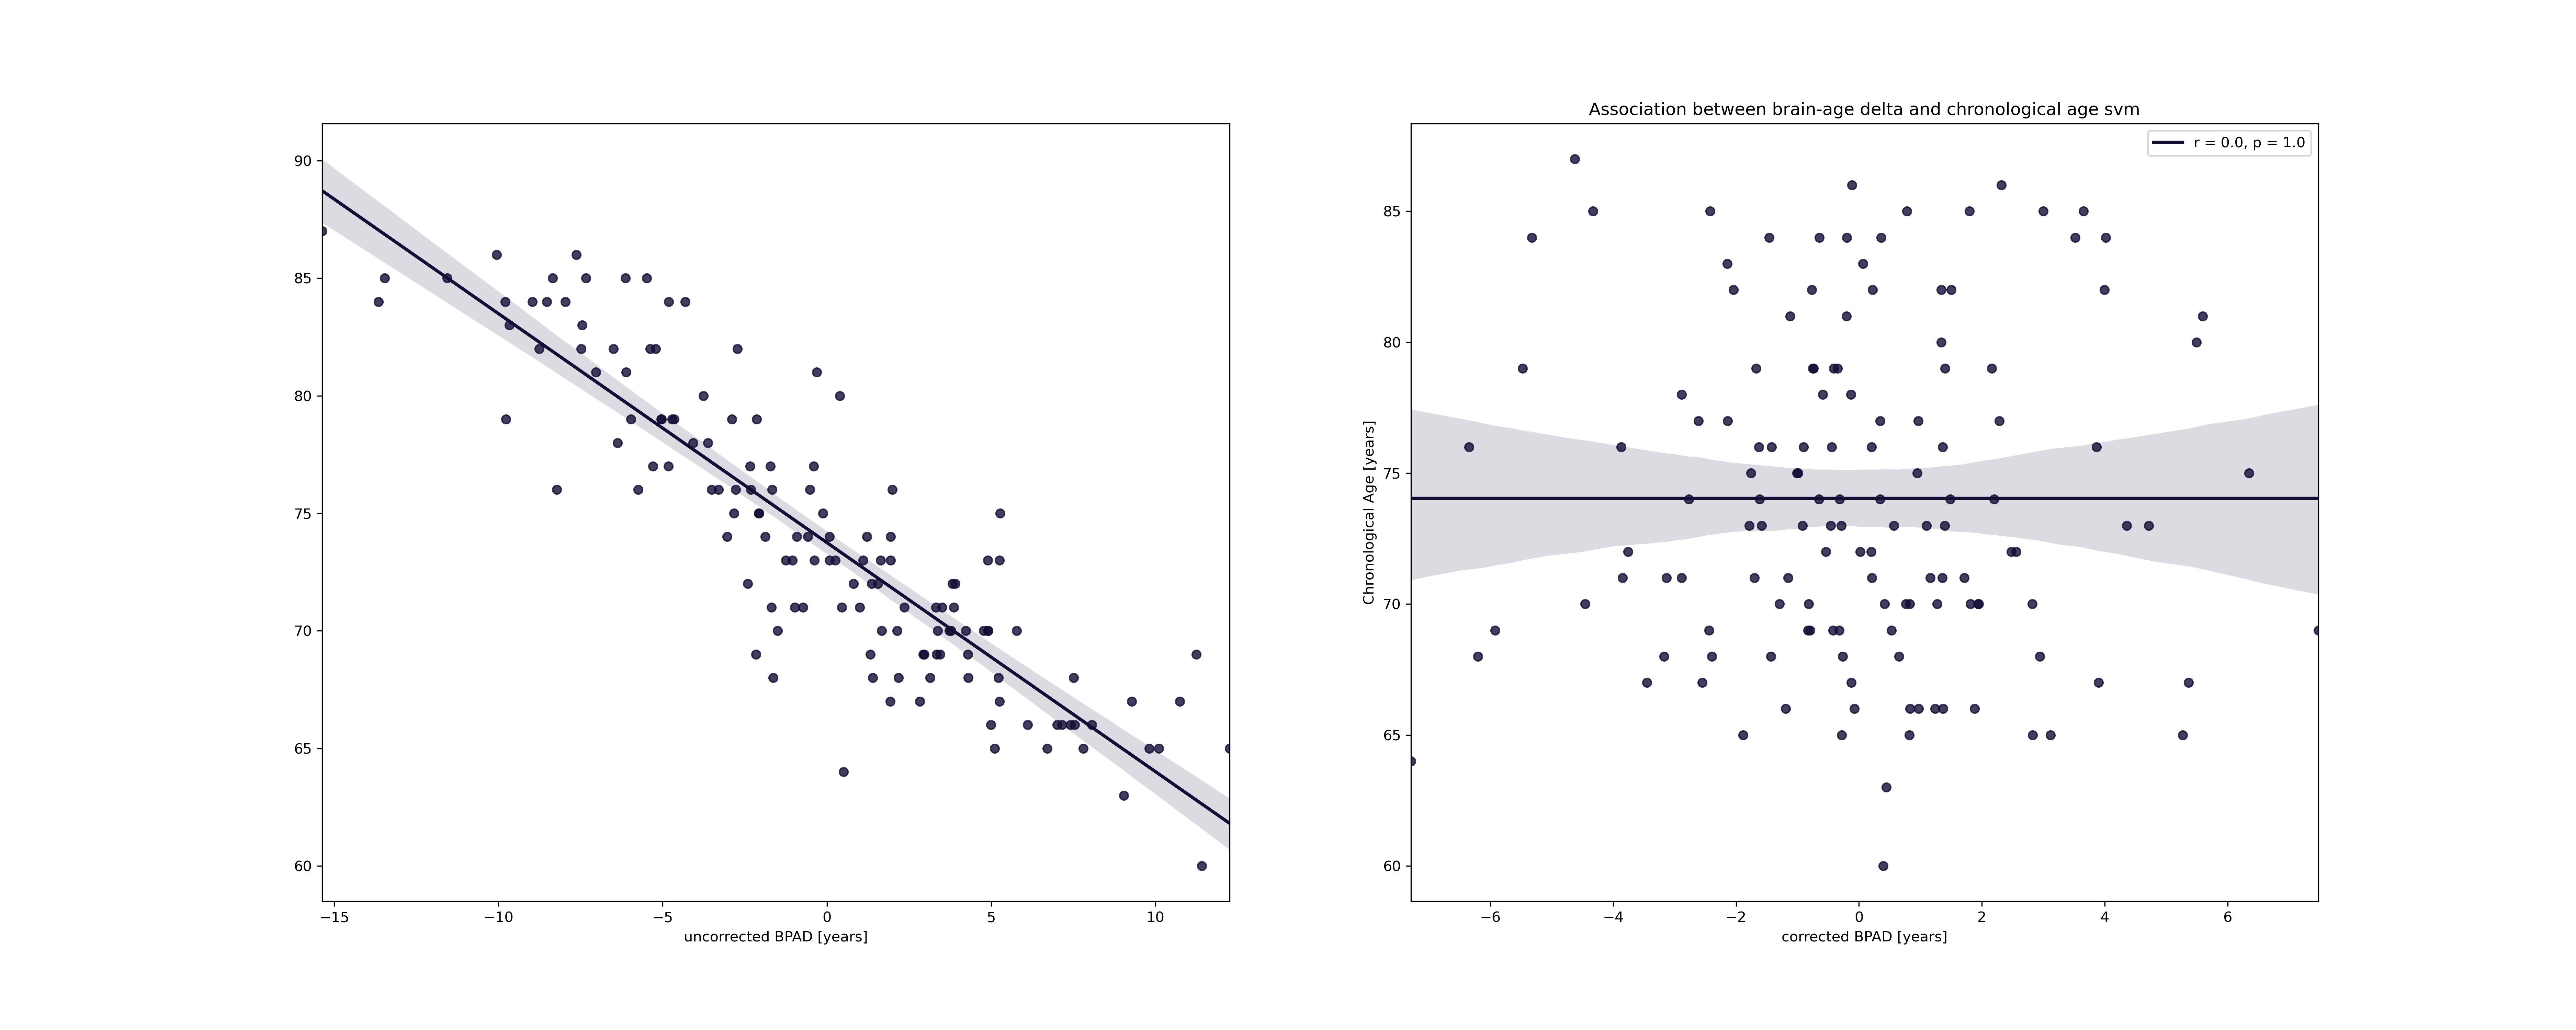 90
85
80
75
70
65
60
−15 −10 −5 0 5 10
uncorrected BPAD [years]
Association between brain-age delta and chronological age svm
r = 0.0, p = 1.0
Chronological Age [years]
85
80
75
70
65
60
−6 −4 −2 0 2 4 6
corrected BPAD [years]